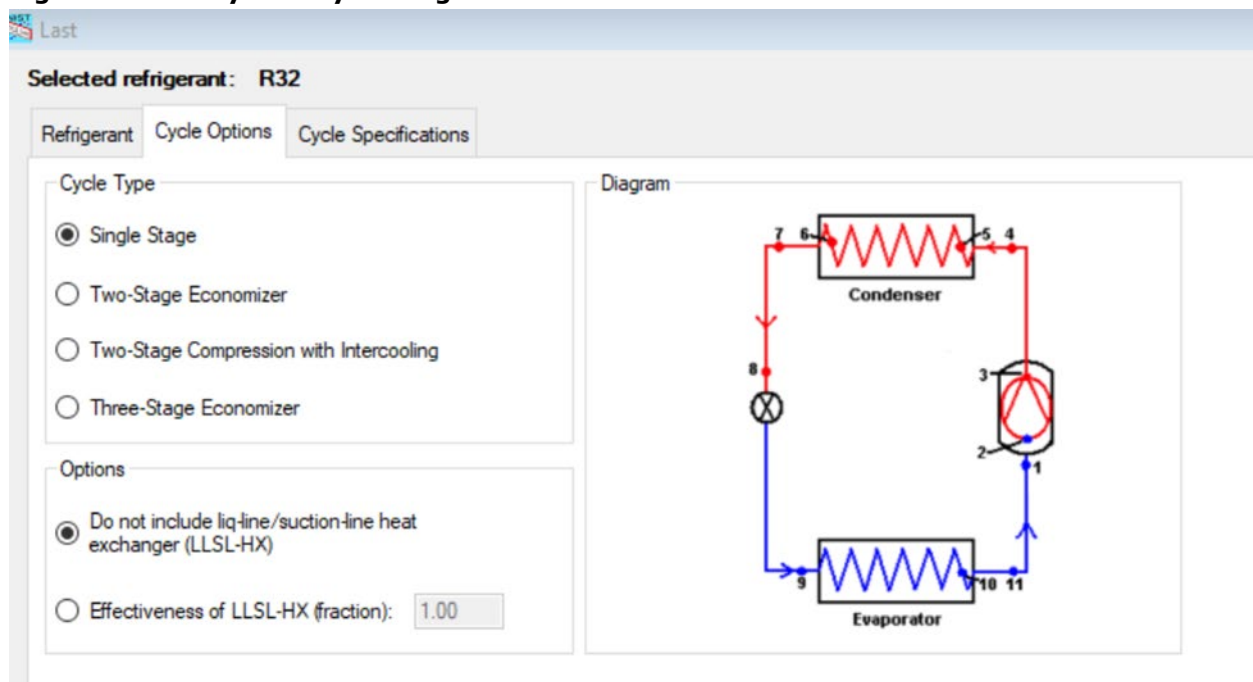 Last
Selected refrigerant: R32
Refrigerant Cycle Options Cycle Specifications
Cycle Type
Single Stage
Two-Stage Economizer
Two-Stage Compression with Intercooling
Three-Stage Economizer
Options
Do not include liq-line/suction-line heat
exchanger (LLSL-HX)
Effectiveness of LLSL-HX (fraction): 1.00
Diagram
7 6 5 4
Condenser
8
3
2
1
9 10 11
Evaporator